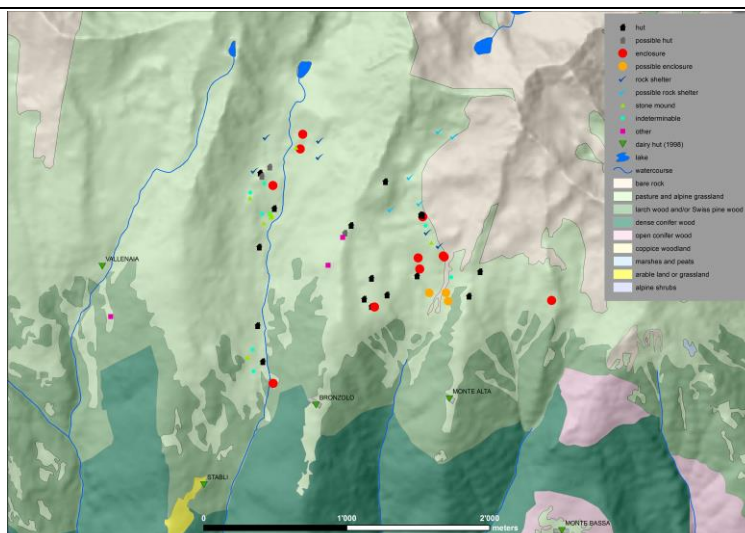 hut
possible hut
enclosure
possible enclosure
rock shelter
possible rock shelter
stone mound
indeterminable
other
dairy hut (1998)
lake
watercourse
bare rock
pasture and alpine grassland
larch wood and/or Swiss pine wood
dense conifer wood
open conifer wood
coppice woodland
marshes and peats
arable land or grassland
alpine shrubs
VALLENAIA
BRONZOLO
MONTE ALTA
STABLI
MONTE BASSA
0 1'000 2'000
meters